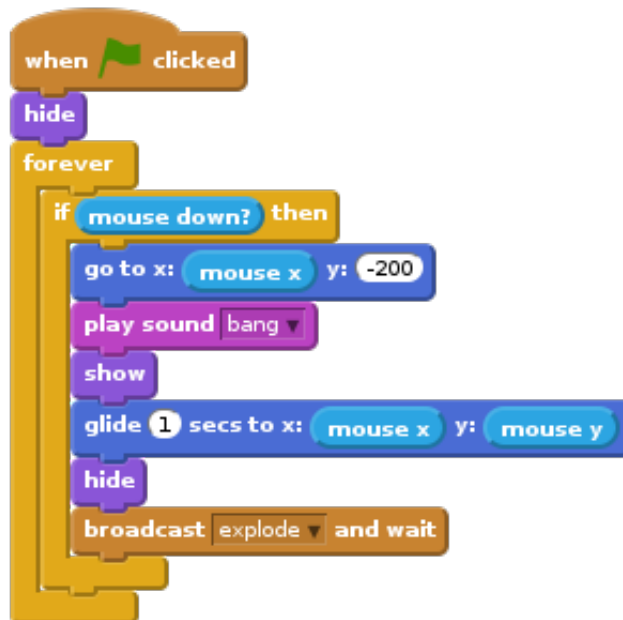 when clicked
hide
forever
if mouse down? then
go to x: mouse x y: -200
play sound bang
show
glide 1 secs to x: mouse x y: mouse y
hide
broadcast explode and wait